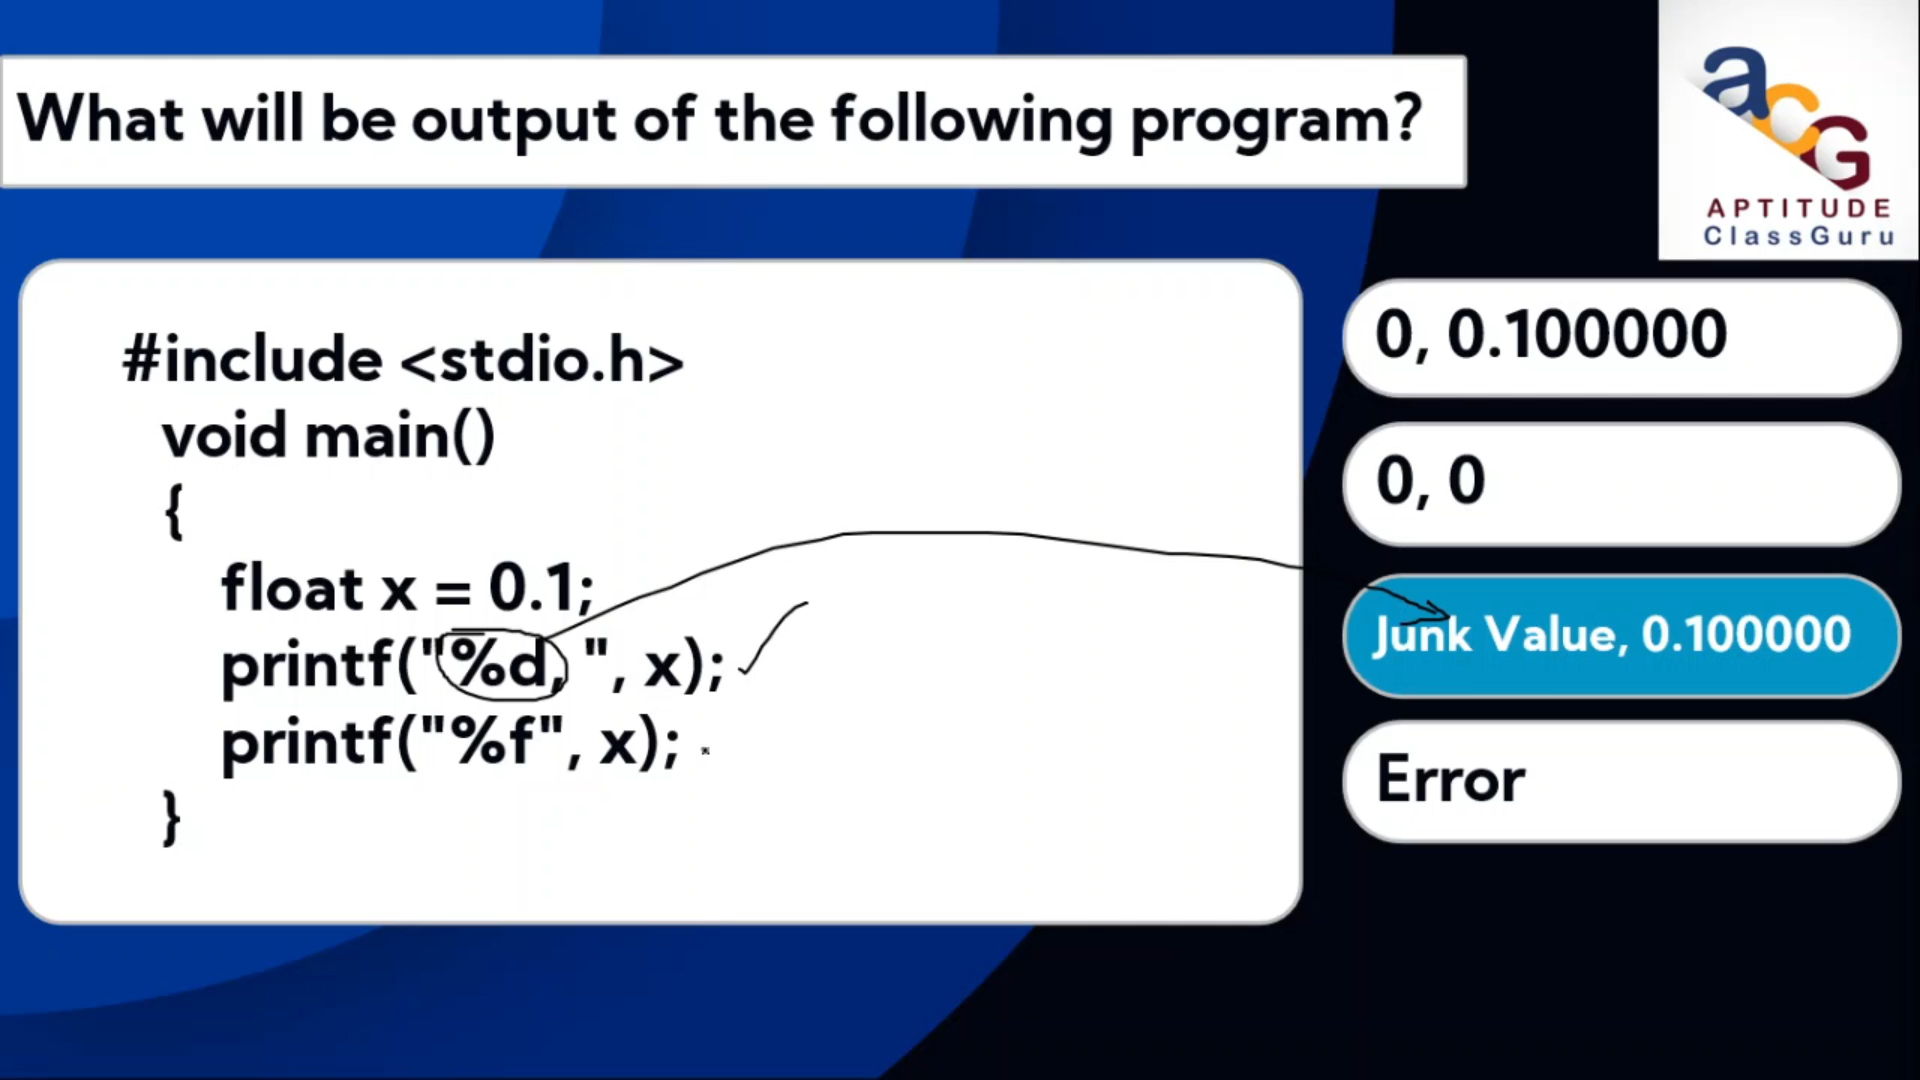 What will be output of the following program?
acG
APTITUDE
ClassGuru
#include <stdio.h>
void main()
{
float x = 0.1;
printf("%d, ", x);
printf("%f", x);
}
0, 0.100000
0, 0
Junk Value, 0.100000
Error